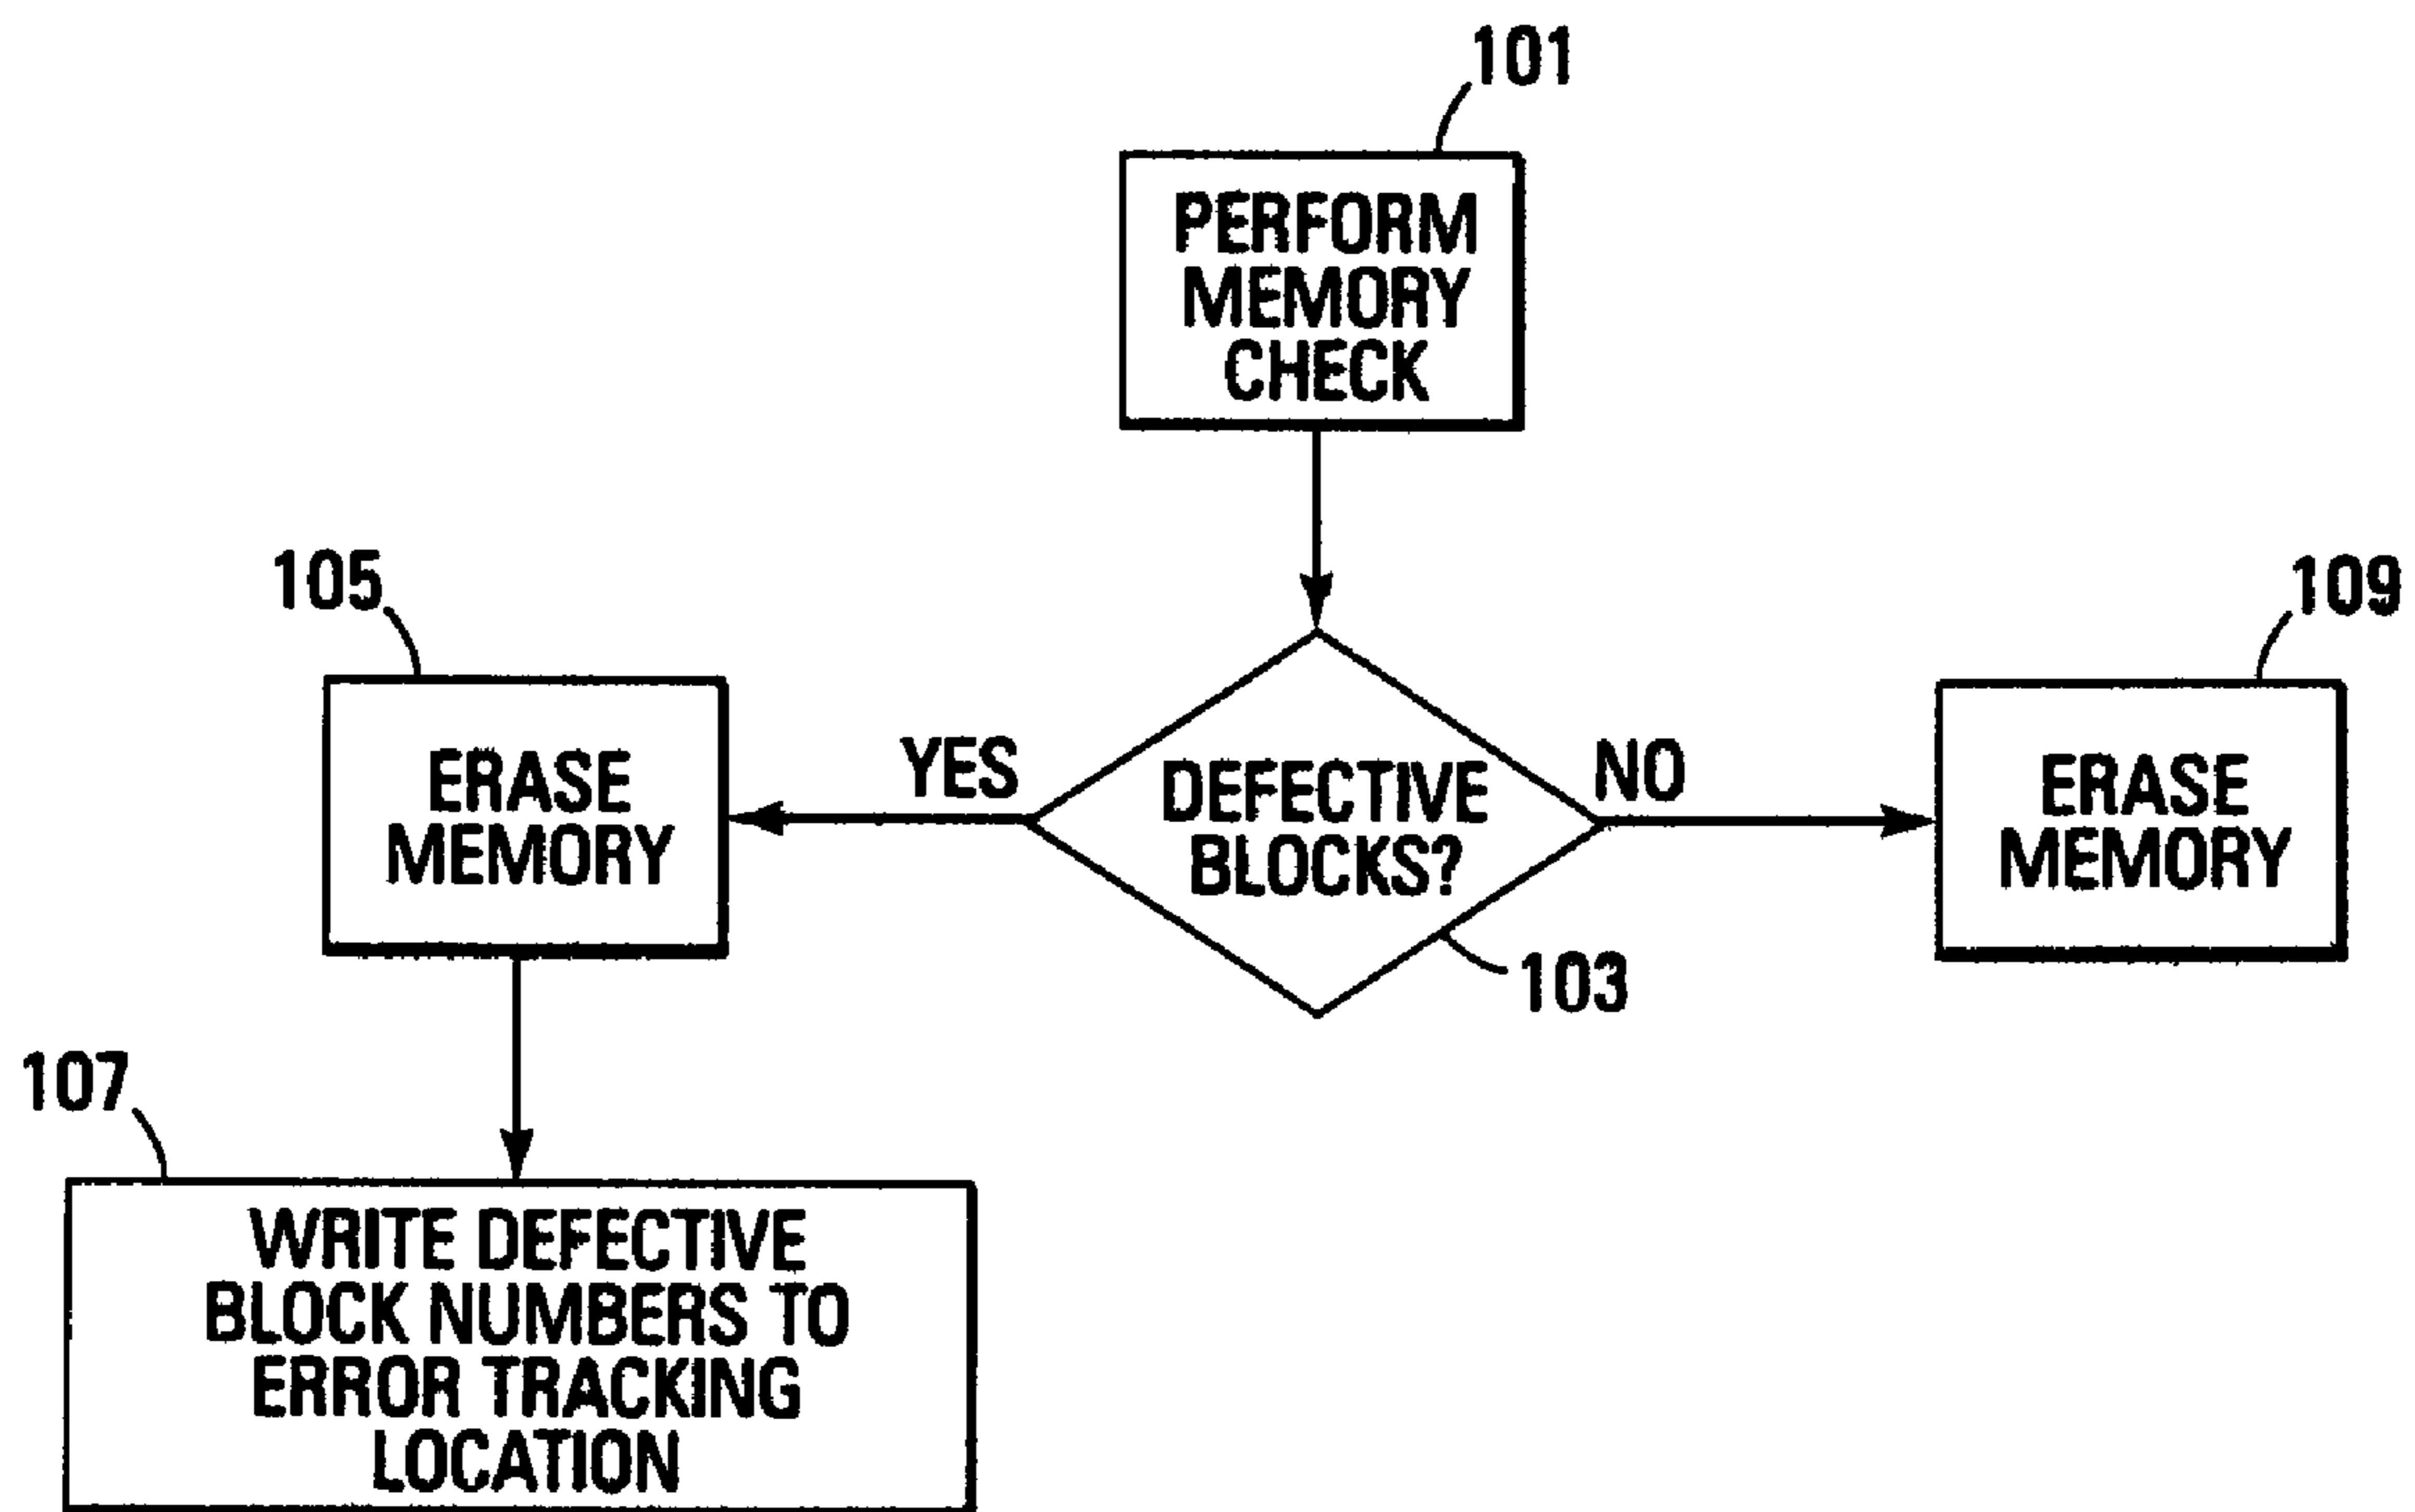 101
PERFORM
MEMORY
CHECK
105
109
ERASE
MEMORY
YES
DEFECTIVE
BLOCKS?
NO
ERASE
MEMORY
103
107
WRITE DEFECTIVE
BLOCK NUMBERS TO
ERROR TRACKING
LOCATION